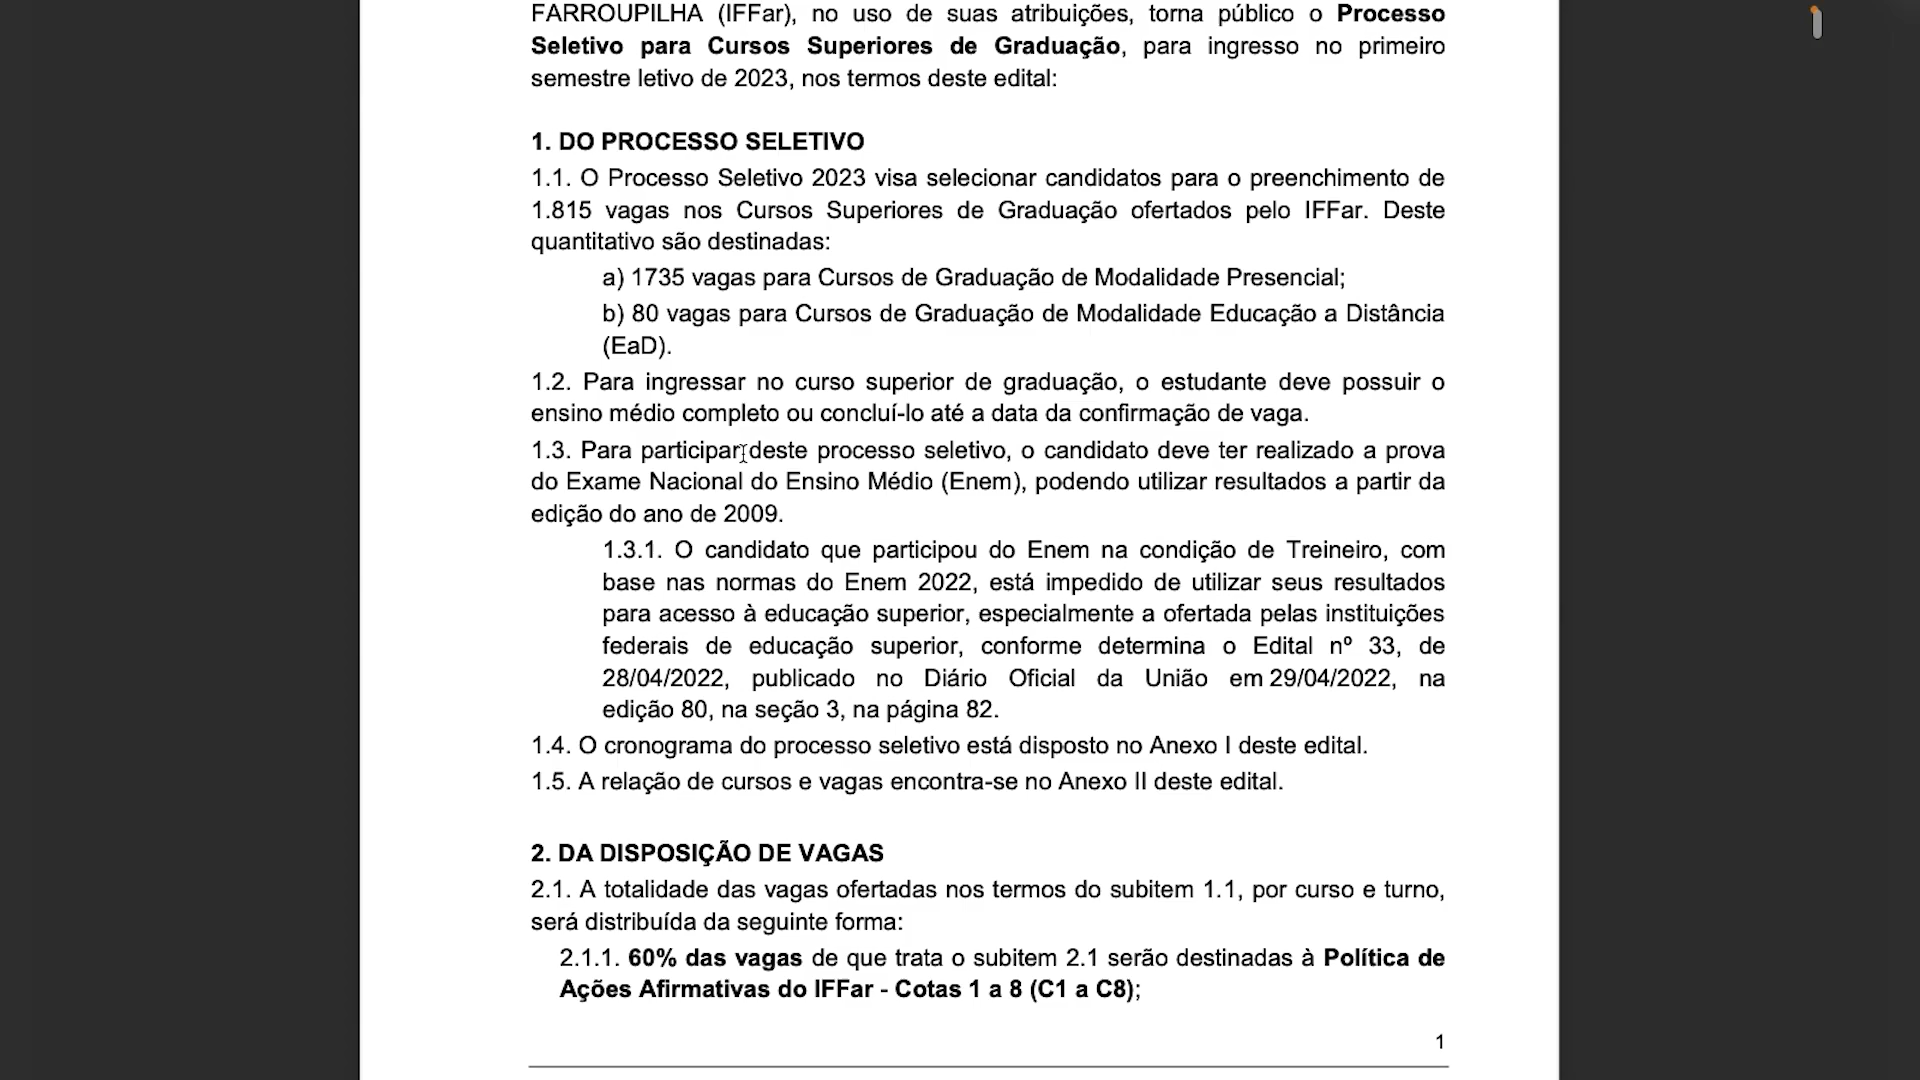 FARROUPILHA (IFFar), no uso de suas atribuições, torna público o Processo
Seletivo para Cursos Superiores de Graduação, para ingresso no primeiro
semestre letivo de 2023, nos termos deste edital:
1. DO PROCESSO SELETIVO
1.1. O Processo Seletivo 2023 visa selecionar candidatos para o preenchimento de
1.815 vagas nos Cursos Superiores de Graduação ofertados pelo IFFar. Deste
quantitativo são destinadas:
a) 1735 vagas para Cursos de Graduação de Modalidade Presencial;
b) 80 vagas para Cursos de Graduação de Modalidade Educação a Distância
(EaD).
1.2. Para ingressar no curso superior de graduação, o estudante deve possuir o
ensino médio completo ou concluí-lo até a data da confirmação de vaga.
1.3. Para participar deste processo seletivo, o candidato deve ter realizado a prova
do Exame Nacional do Ensino Médio (Enem), podendo utilizar resultados a partir da
edição do ano de 2009.
1.3.1. O candidato que participou do Enem na condição de Treineiro, com
base nas normas do Enem 2022, está impedido de utilizar seus resultados
para acesso à educação superior, especialmente a ofertada pelas instituições
federais de educação superior, conforme determina o Edital nº 33, de
28/04/2022, publicado no Diário Oficial da União em 29/04/2022, na
edição 80, na seção 3, na página 82.
1.4. O cronograma do processo seletivo está disposto no Anexo I deste edital.
1.5. A relação de cursos e vagas encontra-se no Anexo II deste edital.
2. DA DISPOSIÇÃO DE VAGAS
2.1. A totalidade das vagas ofertadas nos termos do subitem 1.1, por curso e turno,
será distribuída da seguinte forma:
2.1.1. 60% das vagas de que trata o subitem 2.1 serão destinadas à Política de
Ações Afirmativas do IFFar - Cotas 1 a 8 (C1 a C8);
1